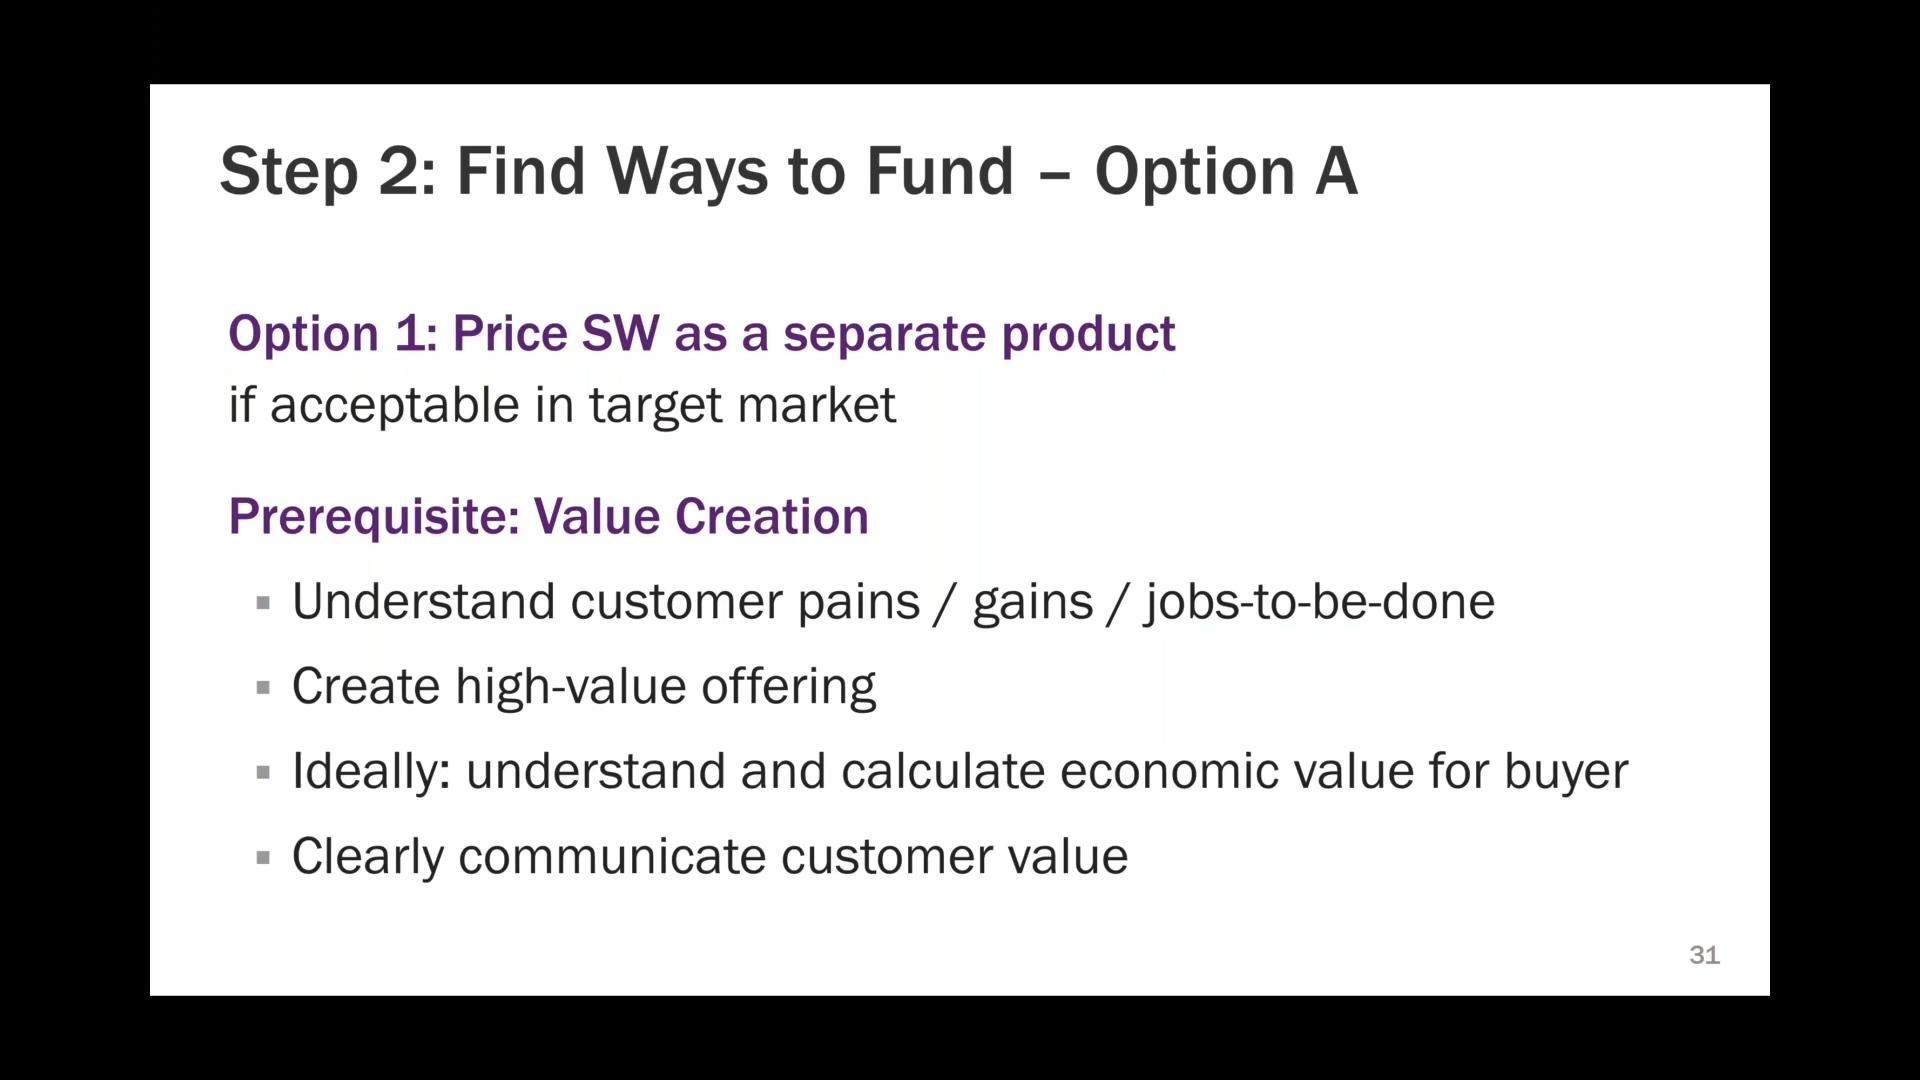 Step 2: Find Ways to Fund – Option A
Option 1: Price SW as a separate product
if acceptable in target market
Prerequisite: Value Creation
▪ Understand customer pains / gains / jobs-to-be-done
▪ Create high-value offering
▪ Ideally: understand and calculate economic value for buyer
▪ Clearly communicate customer value
31